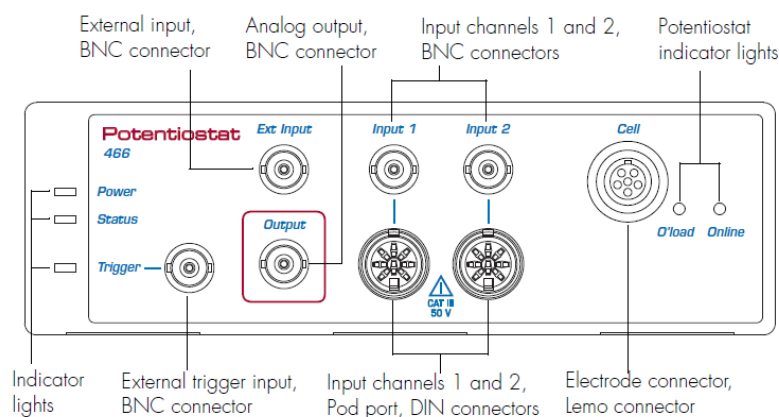 External input,
BNC connector
Analog output,
BNC connector
Input channels 1 and 2,
BNC connectors
Potentiostat
indicator lights
Potentiostat
466
Ext Input
Input 1
Input 2
Cell
Power
Status
Trigger
Output
O'load
Online
CAT III
50 V
Indicator
lights
External trigger input,
BNC connector
Input channels 1 and 2,
Pod port, DIN connectors
Electrode connector,
Lemo connector